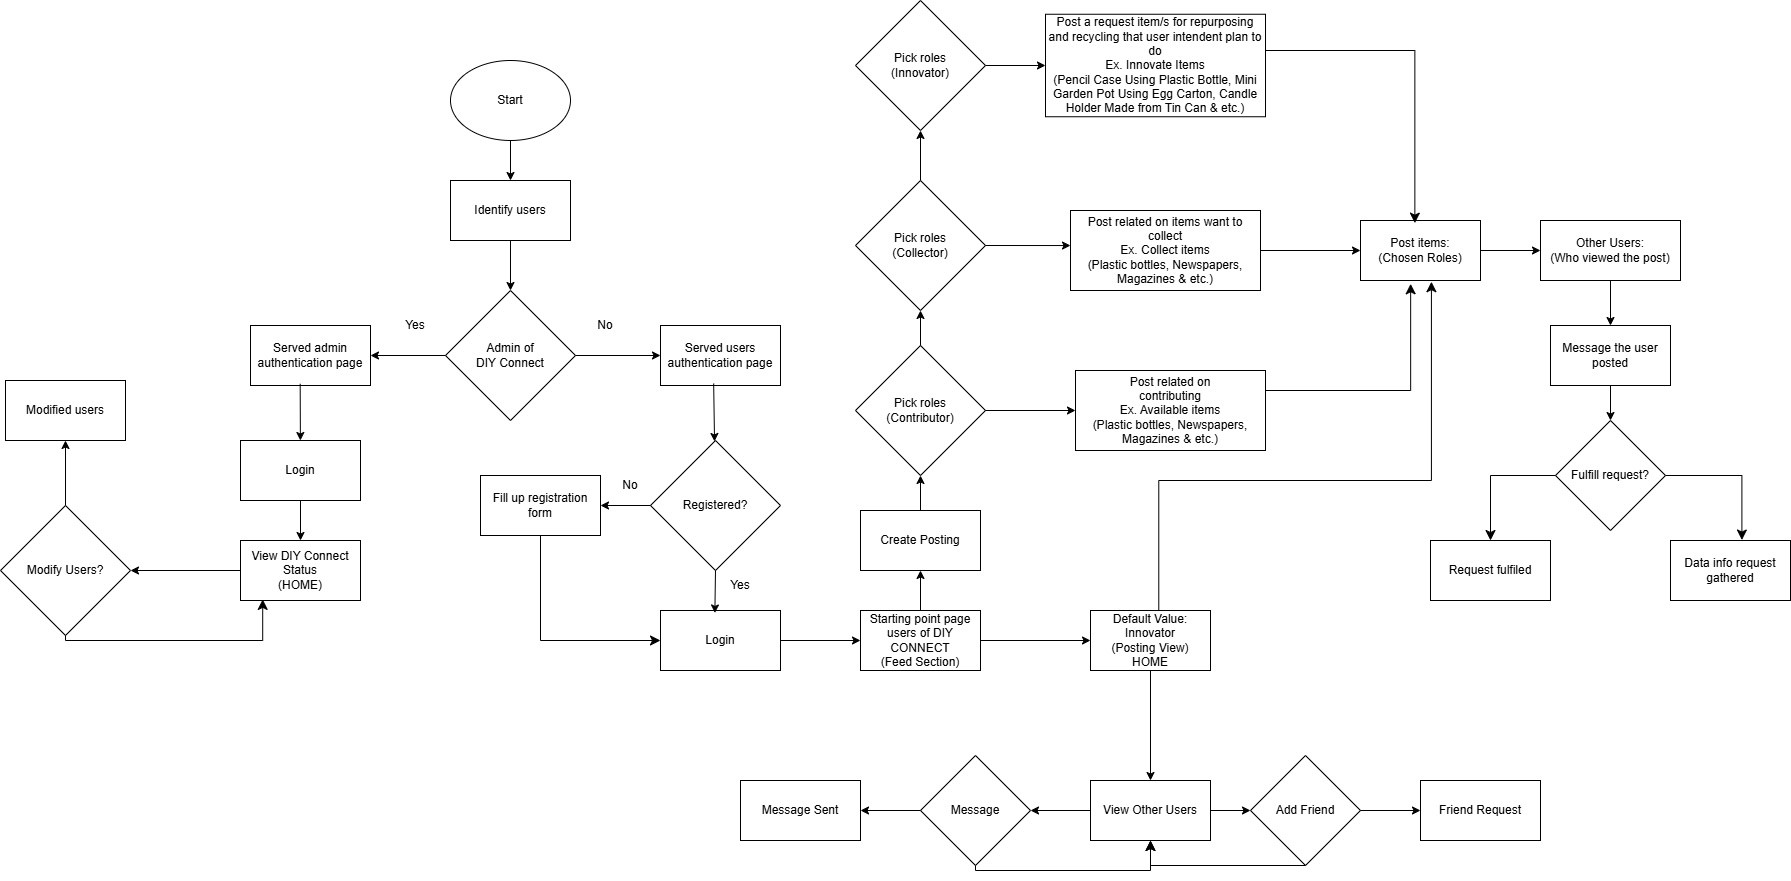 Start
Identify users
Admin of
DIY Connect
Yes
No
Served admin
authentication page
Login
View DIY Connect
Status
(HOME)
Modify Users?
Modified users
Served users
authentication page
Registered?
No
Yes
Fill up registration
form
Login
Starting point page
users of DIY
CONNECT
(Feed Section)
Create Posting
Pick roles
(Contributor)
Post related on
contributing
Ex. Available items
(Plastic bottles, Newspapers,
Magazines & etc.)
Pick roles
(Collector)
Post related on items want to
collect
Ex. Collect items
(Plastic bottles, Newspapers,
Magazines & etc.)
Pick roles
(Innovator)
Post a request item/s for repurposing
and recycling that user intendent plan to
do
Ex. Innovate Items
(Pencil Case Using Plastic Bottle, Mini
Garden Pot Using Egg Carton, Candle
Holder Made from Tin Can & etc.)
Post items:
(Chosen Roles)
Other Users:
(Who viewed the post)
Message the user
posted
Fulfill request?
Request fulfiled
Data info request
gathered
Default Value:
Innovator
(Posting View)
HOME
View Other Users
Message
Message Sent
Add Friend
Friend Request